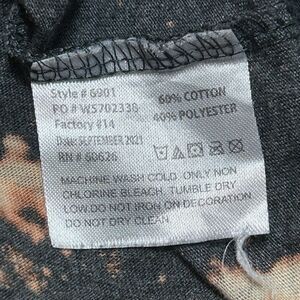 Style # 6901
PO # WS702338
Factory #14
Date: SEPTEMBER 2021
RN # 60626
60% COTTON
40% POLYESTER
MACHINE WASH COLD. ONLY NON
CHLORINE BLEACH. TUMBLE DRY
LOW.DO NOT IRON ON DECORATION.
DO NOT DRY CLEAN.